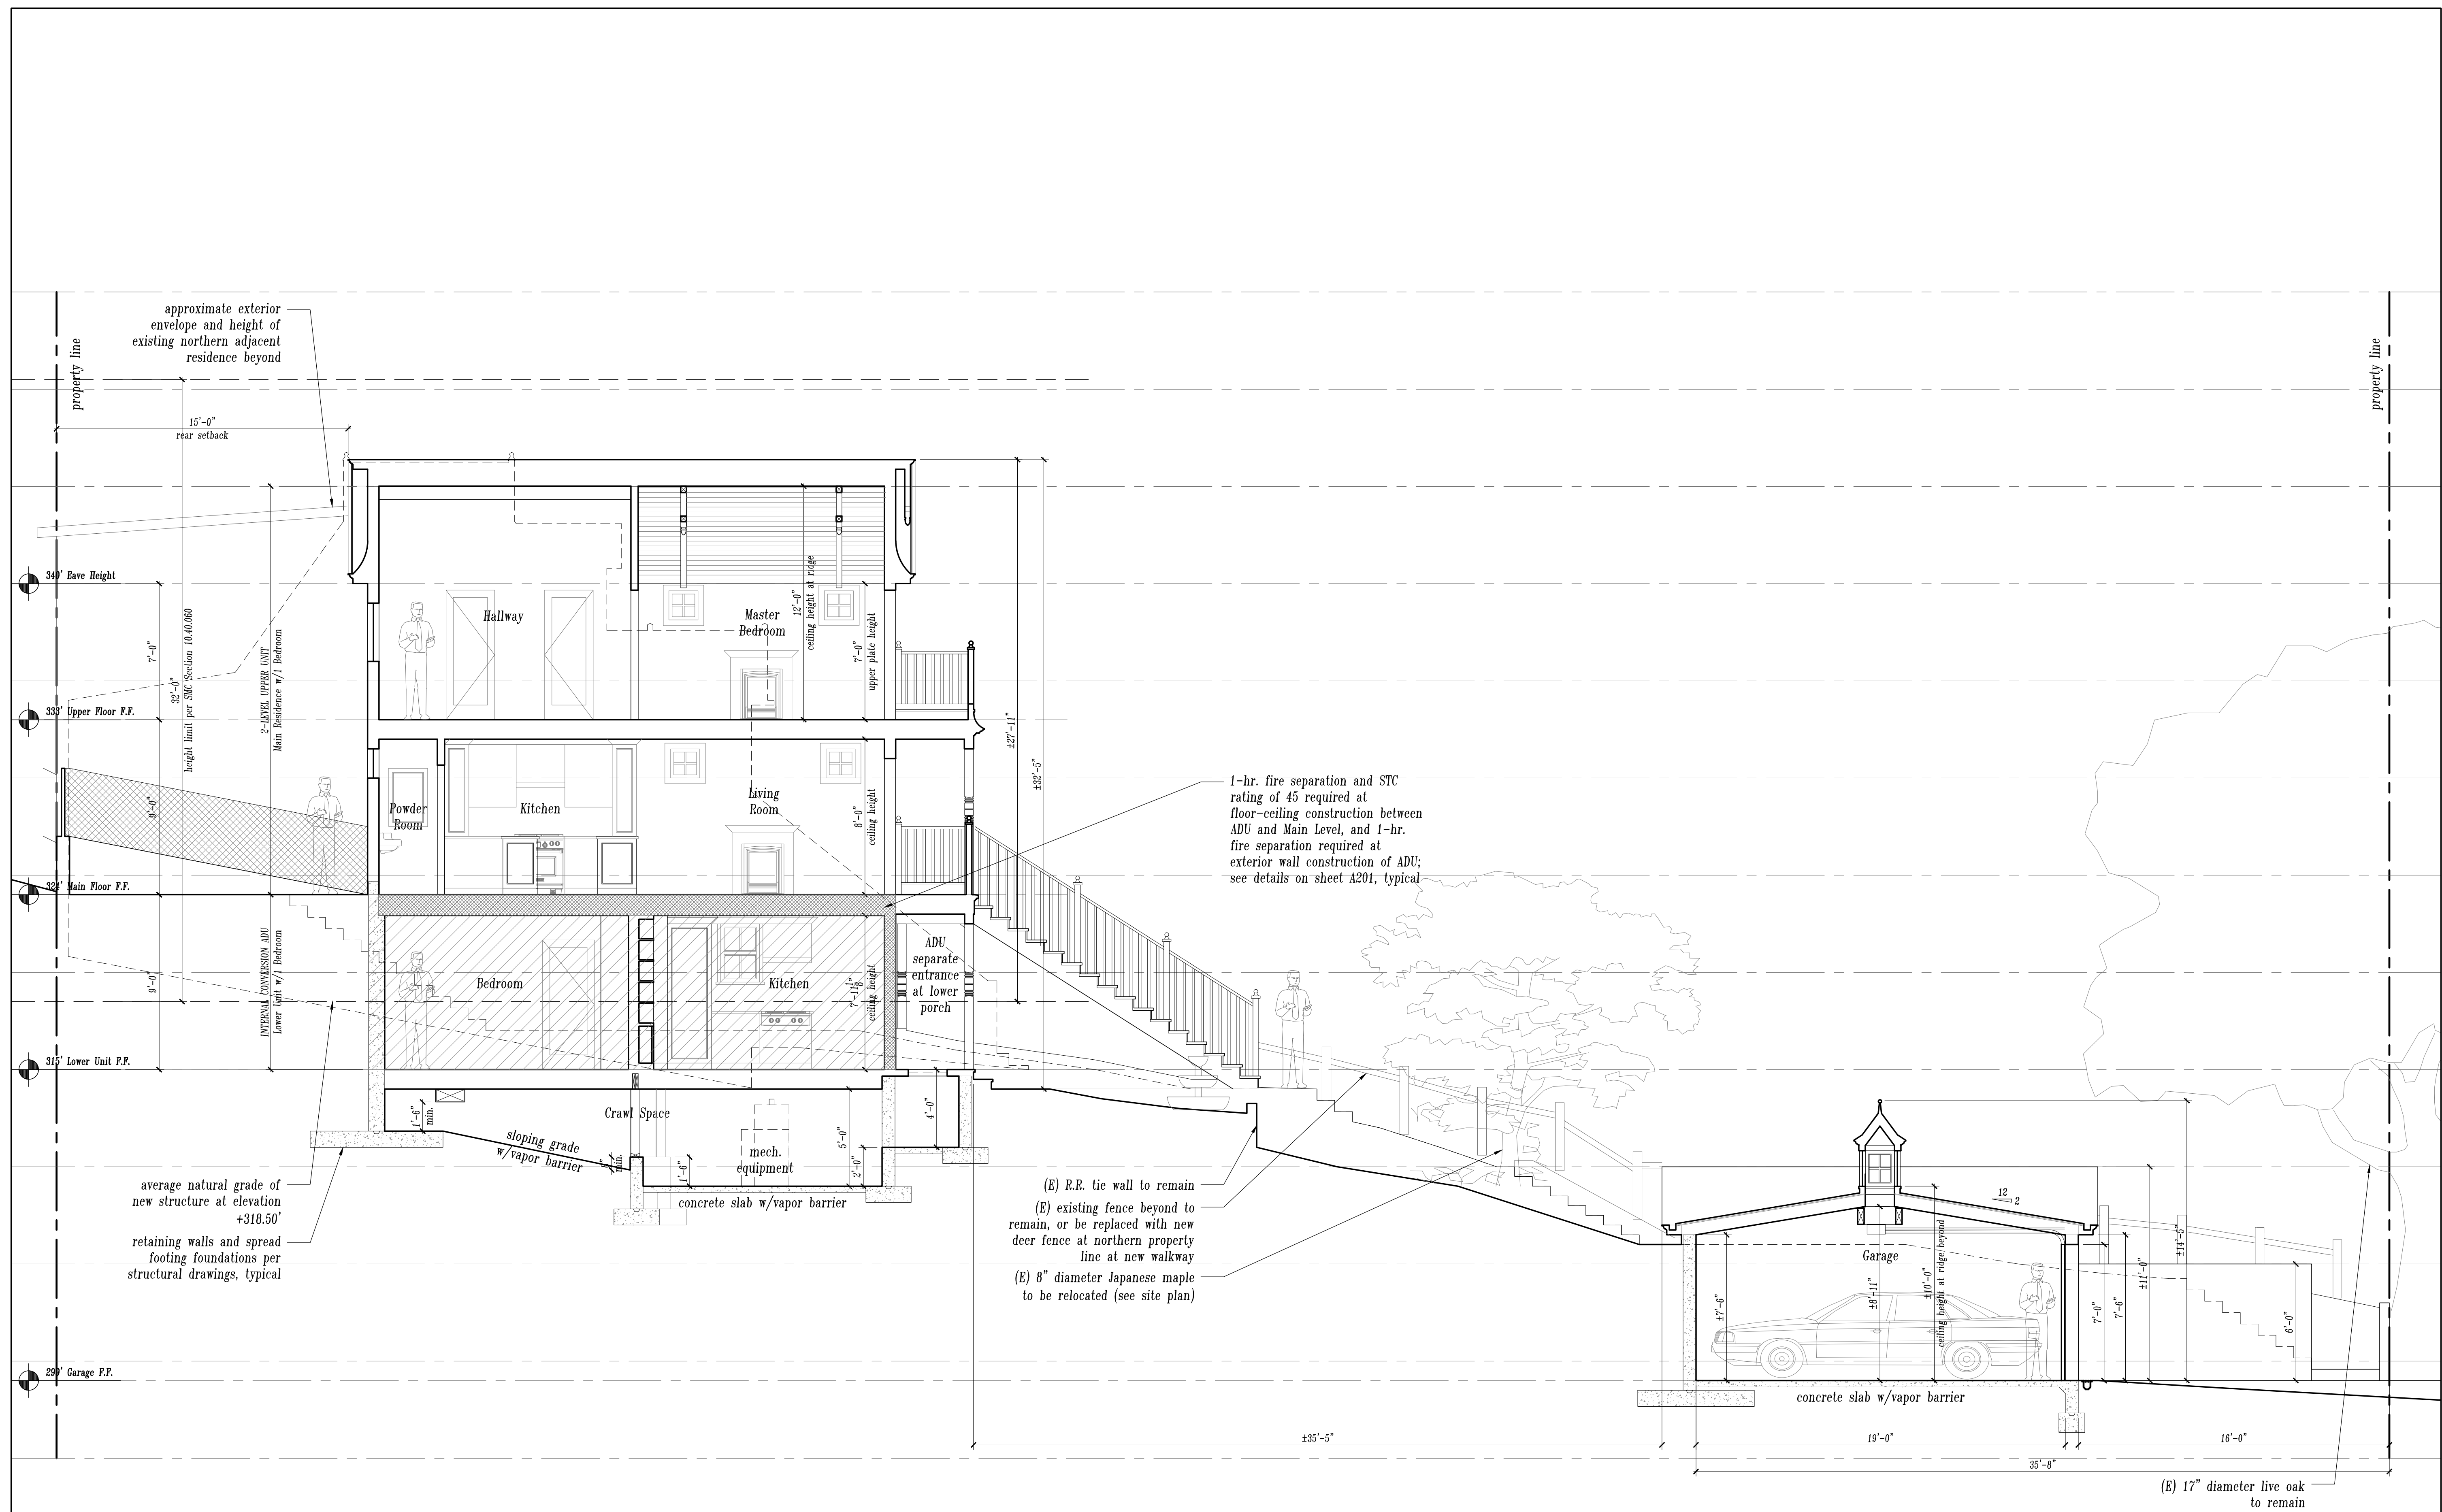 approximate exterior
envelope and height of
existing northern adjacent
residence beyond
property line
property line
15'-0"
rear setback
32'-0"
height limit per SMC Section 10.40.060
2-LEVEL UPPER UNIT
Main Residence w/1 Bedroom
INTERNAL CONVERSION ADU
Lower Unit w/1 Bedroom
340' Eave Height
7'-0"
333' Upper Floor F.F.
9'-0"
324' Main Floor F.F.
9'-0"
315' Lower Unit F.F.
299' Garage F.F.
Hallway
Master
Bedroom
12'-0"
ceiling height at ridge
7'-0"
upper plate height
±27'-11"
±32'-5"
Powder
Room
Kitchen
Living
Room
8'-0"
ceiling height
1-hr. fire separation and STC
rating of 45 required at
floor-ceiling construction between
ADU and Main Level, and 1-hr.
fire separation required at
exterior wall construction of ADU;
see details on sheet A201, typical
Bedroom
Kitchen
ceiling height
ADU
separate
entrance
at lower
porch
1'-6"
min.
Crawl Space
sloping grade
w/vapor barrier
min.
1'-6"
mech.
equipment
5'-0"
2'-0"
4'-0"
concrete slab w/vapor barrier
average natural grade of
new structure at elevation
+318.50'
retaining walls and spread
footing foundations per
structural drawings, typical
(E) R.R. tie wall to remain
(E) existing fence beyond to
remain, or be replaced with new
deer fence at northern property
line at new walkway
(E) 8" diameter Japanese maple
to be relocated (see site plan)
12
2
Garage
±7'-6"
±8'-11"
±10'-0"
ceiling height at ridge beyond
7'-0"
7'-6"
±11'-0"
±14'-5"
6'-0"
concrete slab w/vapor barrier
±35'-5"
19'-0"
16'-0"
35'-8"
(E) 17" diameter live oak
to remain